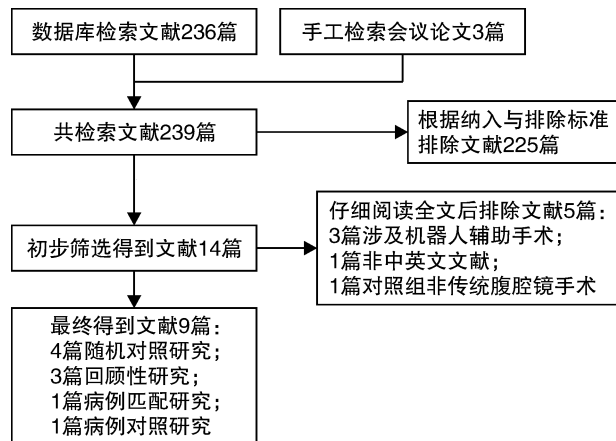 数据库检索文献236篇
手工检索会议论文3篇
共检索文献239篇
根据纳入与排除标准
排除文献225篇
初步筛选得到文献14篇
仔细阅读全文后排除文献5篇：
3篇涉及机器人辅助手术；
1篇非中英文文献；
1篇对照组非传统腹腔镜手术
最终得到文献9篇：
4篇随机对照研究；
3篇回顾性研究；
1篇病例匹配研究；
1篇病例对照研究